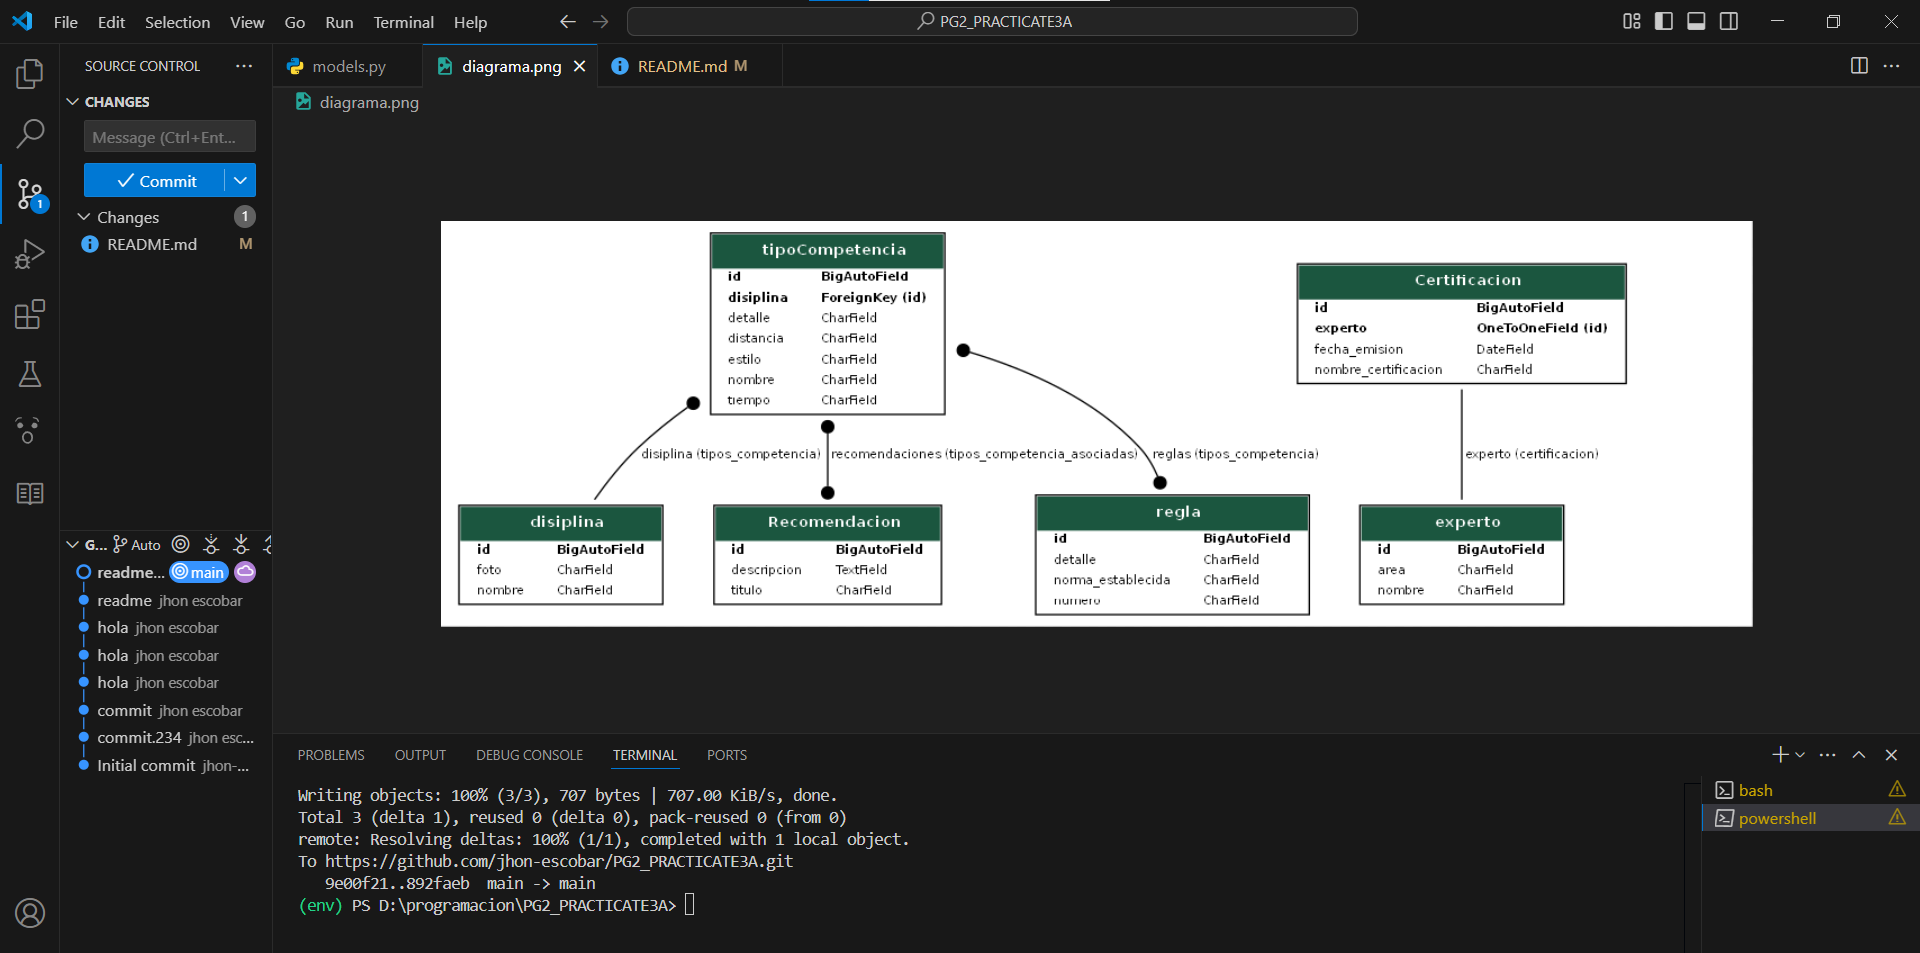 File Edit Selection View Go Run Terminal Help
PG2_PRACTICATE3A
SOURCE CONTROL
CHANGES
Message (Ctrl+Ent...
Commit
Changes 1
README.md M
1
G... Auto
readme... main
readme jhon escobar
hola jhon escobar
hola jhon escobar
hola jhon escobar
commit jhon escobar
commit.234 jhon esc...
Initial commit jhon-...
models.py
diagrama.png
README.md M
diagrama.png
tipoCompetencia
id BigAutoField
disiplina ForeignKey (id)
detalle CharField
distancia CharField
estilo CharField
nombre CharField
tiempo CharField
Certificacion
id BigAutoField
experto OneToOneField (id)
fecha_emision DateField
nombre_certificacion CharField
disiplina (tipos_competencia)
recomendaciones (tipos_competencia_asociadas)
reglas (tipos_competencia)
experto (certificacion)
disiplina
id BigAutoField
foto CharField
nombre CharField
Recomendacion
id BigAutoField
descripcion TextField
titulo CharField
regla
id BigAutoField
detalle CharField
norma_establecida CharField
numero CharField
experto
id BigAutoField
area CharField
nombre CharField
PROBLEMS OUTPUT DEBUG CONSOLE TERMINAL PORTS
Writing objects: 100% (3/3), 707 bytes | 707.00 KiB/s, done.
Total 3 (delta 1), reused 0 (delta 0), pack-reused 0 (from 0)
remote: Resolving deltas: 100% (1/1), completed with 1 local object.
To https://github.com/jhon-escobar/PG2_PRACTICATE3A.git
9e00f21..892faeb main -> main
(env) PS D:\programacion\PG2_PRACTICATE3A>
bash
powershell